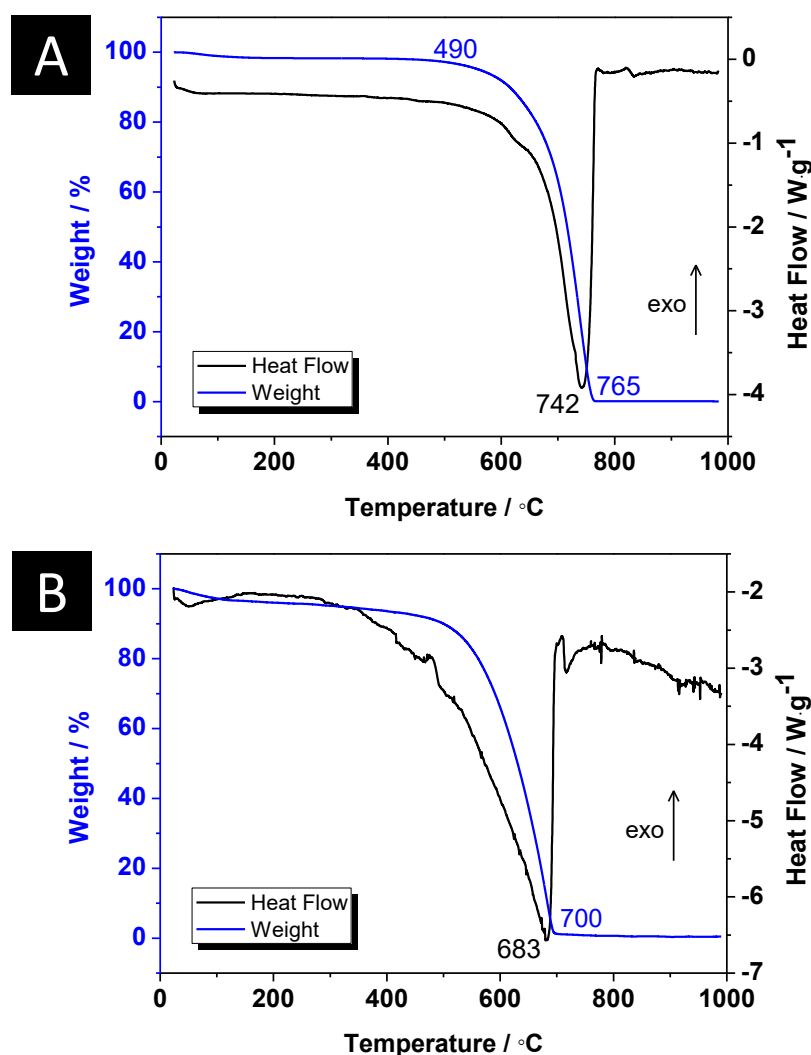 A
Weight / %
100
80
60
40
20
0
490
742
765
exo
Heat Flow
Weight
0
-1
-2
-3
-4
Heat Flow / W·g-1
0 200 400 600 800 1000
Temperature / °C
B
Weight / %
100
80
60
40
20
0
683
700
exo
Heat Flow
Weight
-2
-3
-4
-5
-6
-7
Heat Flow / W·g-1
0 200 400 600 800 1000
Temperature / °C